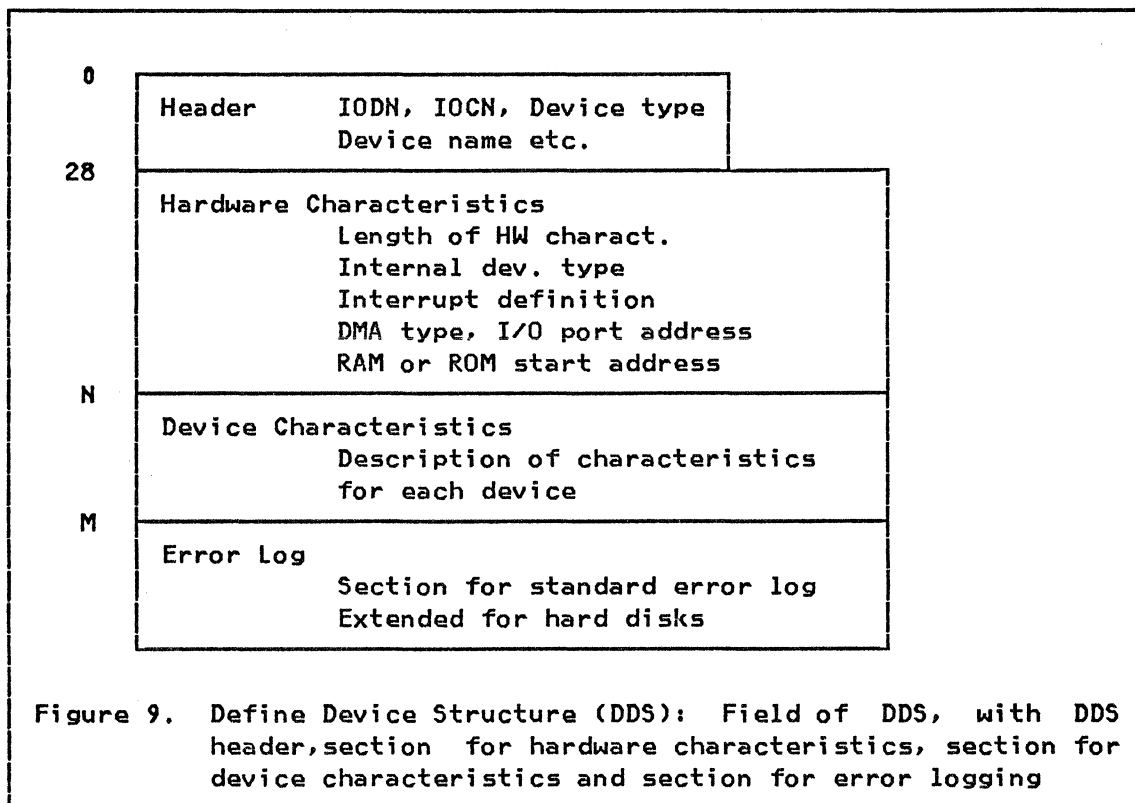 0
Header IODN, IOCN, Device type
Device name etc.
28
Hardware Characteristics
Length of HW charact.
Internal dev. type
Interrupt definition
DMA type, I/O port address
RAM or ROM start address
N
Device Characteristics
Description of characteristics
for each device
M
Error Log
Section for standard error log
Extended for hard disks
Figure 9. Define Device Structure (DDS): Field of DDS, with DDS
header,section for hardware characteristics, section for
device characteristics and section for error logging